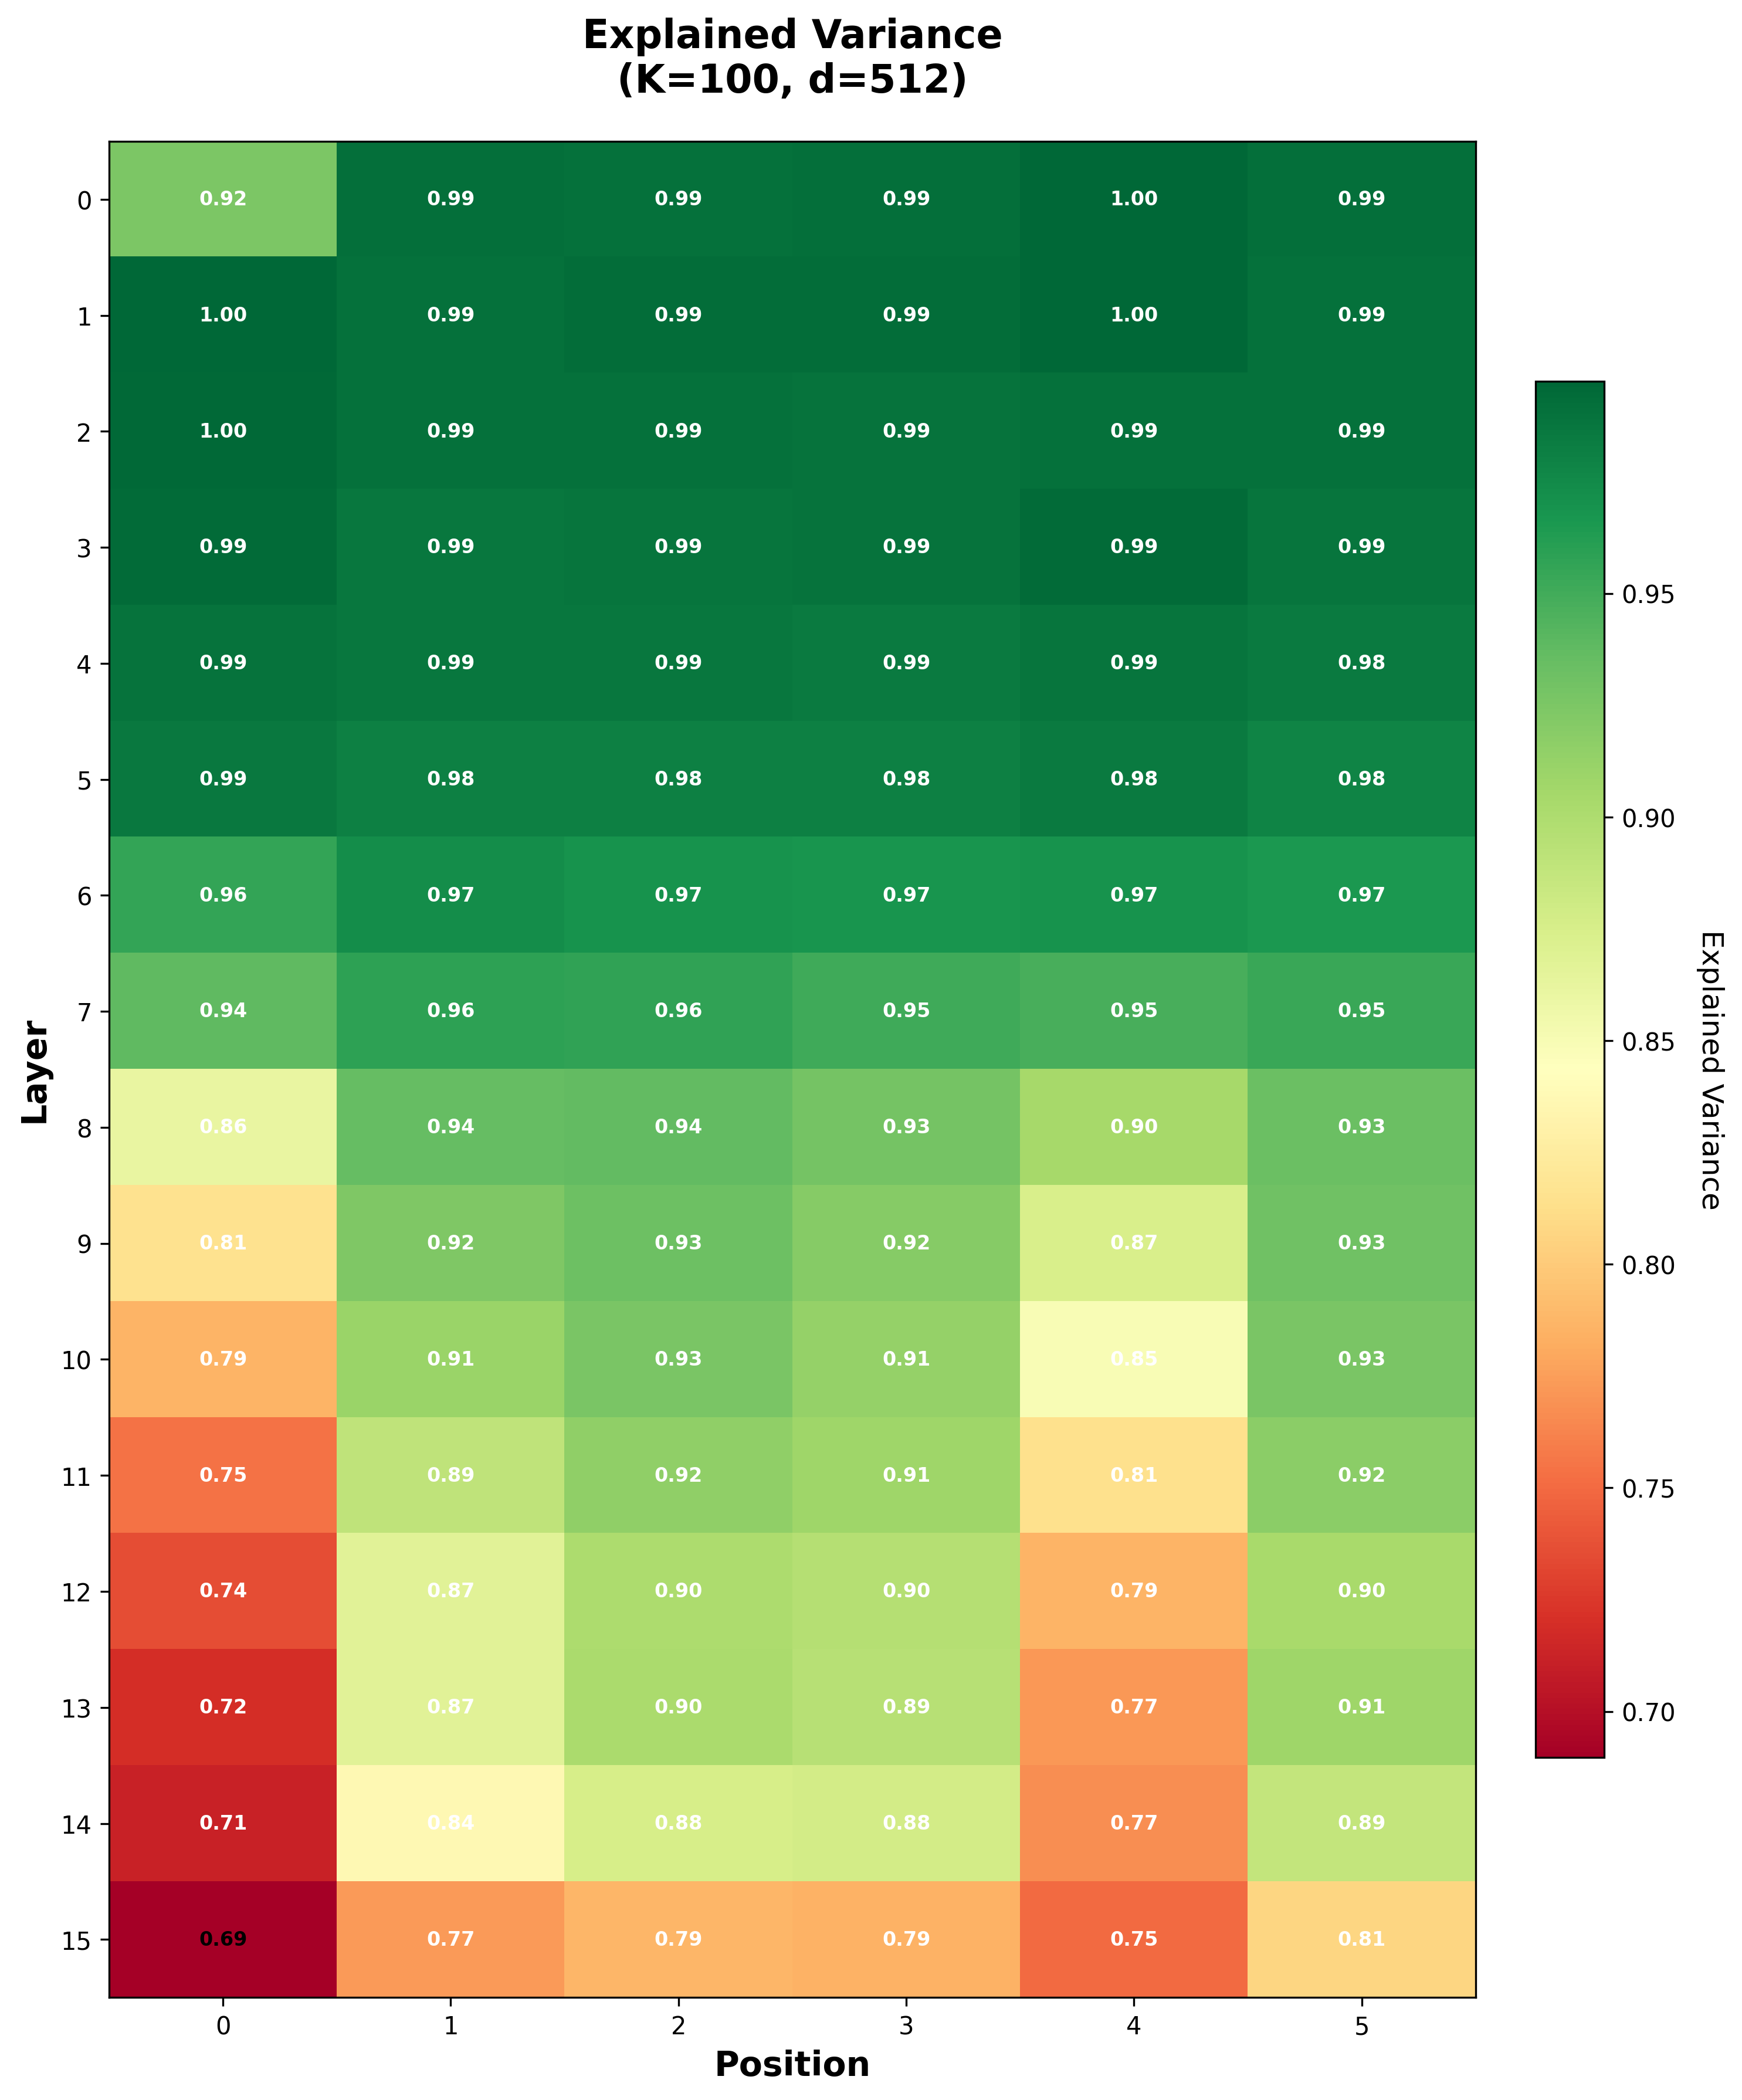 Explained Variance
(K=100, d=512)
0 0.92 0.99 0.99 0.99 1.00 0.99
1 1.00 0.99 0.99 0.99 1.00 0.99
2 1.00 0.99 0.99 0.99 0.99 0.99
3 0.99 0.99 0.99 0.99 0.99 0.99
4 0.99 0.99 0.99 0.99 0.99 0.98
5 0.99 0.98 0.98 0.98 0.98 0.98
6 0.96 0.97 0.97 0.97 0.97 0.97
7 0.94 0.96 0.96 0.95 0.95 0.95
8 0.86 0.94 0.94 0.93 0.90 0.93
9 0.81 0.92 0.93 0.92 0.87 0.93
10 0.79 0.91 0.93 0.91 0.85 0.93
11 0.75 0.89 0.92 0.91 0.81 0.92
12 0.74 0.87 0.90 0.90 0.79 0.90
13 0.72 0.87 0.90 0.89 0.77 0.91
14 0.71 0.84 0.88 0.88 0.77 0.89
15 0.69 0.77 0.79 0.79 0.75 0.81
0 1 2 3 4 5
Position
Layer
0.95
0.90
0.85
0.80
0.75
0.70
Explained Variance